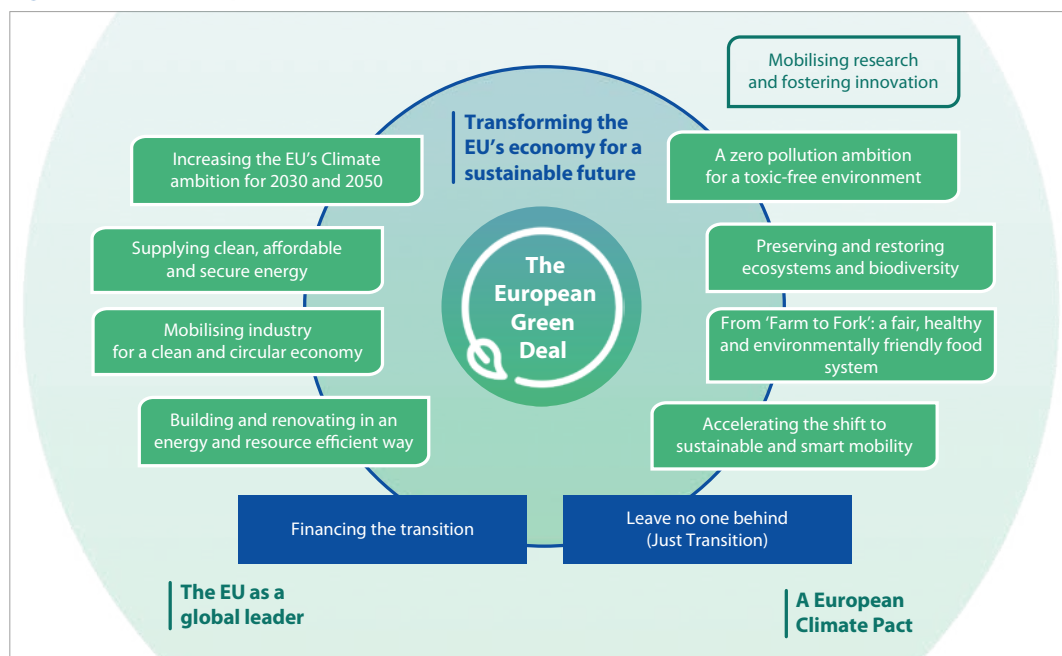 Mobilising research
and fostering innovation
Transforming the
EU’s economy for a
sustainable future
Increasing the EU’s Climate
ambition for 2030 and 2050
A zero pollution ambition
for a toxic-free environment
Supplying clean, affordable
and secure energy
Preserving and restoring
ecosystems and biodiversity
The
European
Green
Deal
Mobilising industry
for a clean and circular economy
From ‘Farm to Fork’: a fair, healthy
and environmentally friendly food
system
Building and renovating in an
energy and resource efficient way
Accelerating the shift to
sustainable and smart mobility
Financing the transition
Leave no one behind
(Just Transition)
The EU as a
global leader
A European
Climate Pact